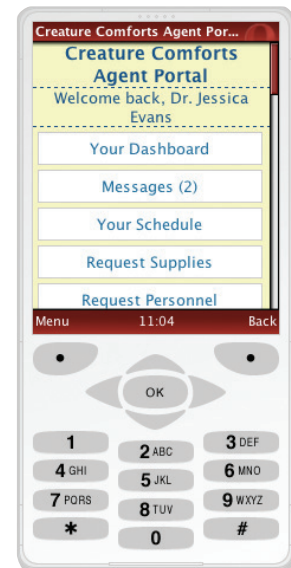 Creature Comforts Agent Por...
Creature Comforts
Agent Portal
Welcome back, Dr. Jessica
Evans
Your Dashboard
Messages (2)
Your Schedule
Request Supplies
Request Personnel
Menu 11:04 Back
OK
1 2 ABC 3 DEF
4 GHI 5 JKL 6 MNO
7 PQRS 8 TUV 9 WXYZ
* 0 #